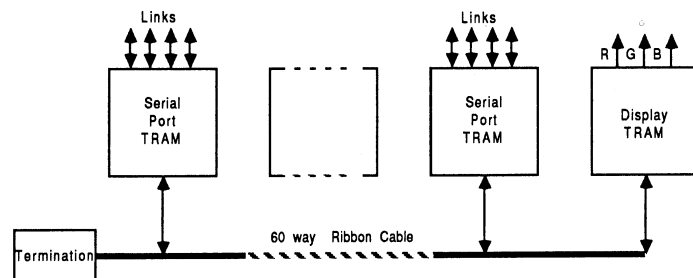 Links
Links
R G B
Serial
Port
TRAM
Serial
Port
TRAM
Display
TRAM
60 way Ribbon Cable
Termination